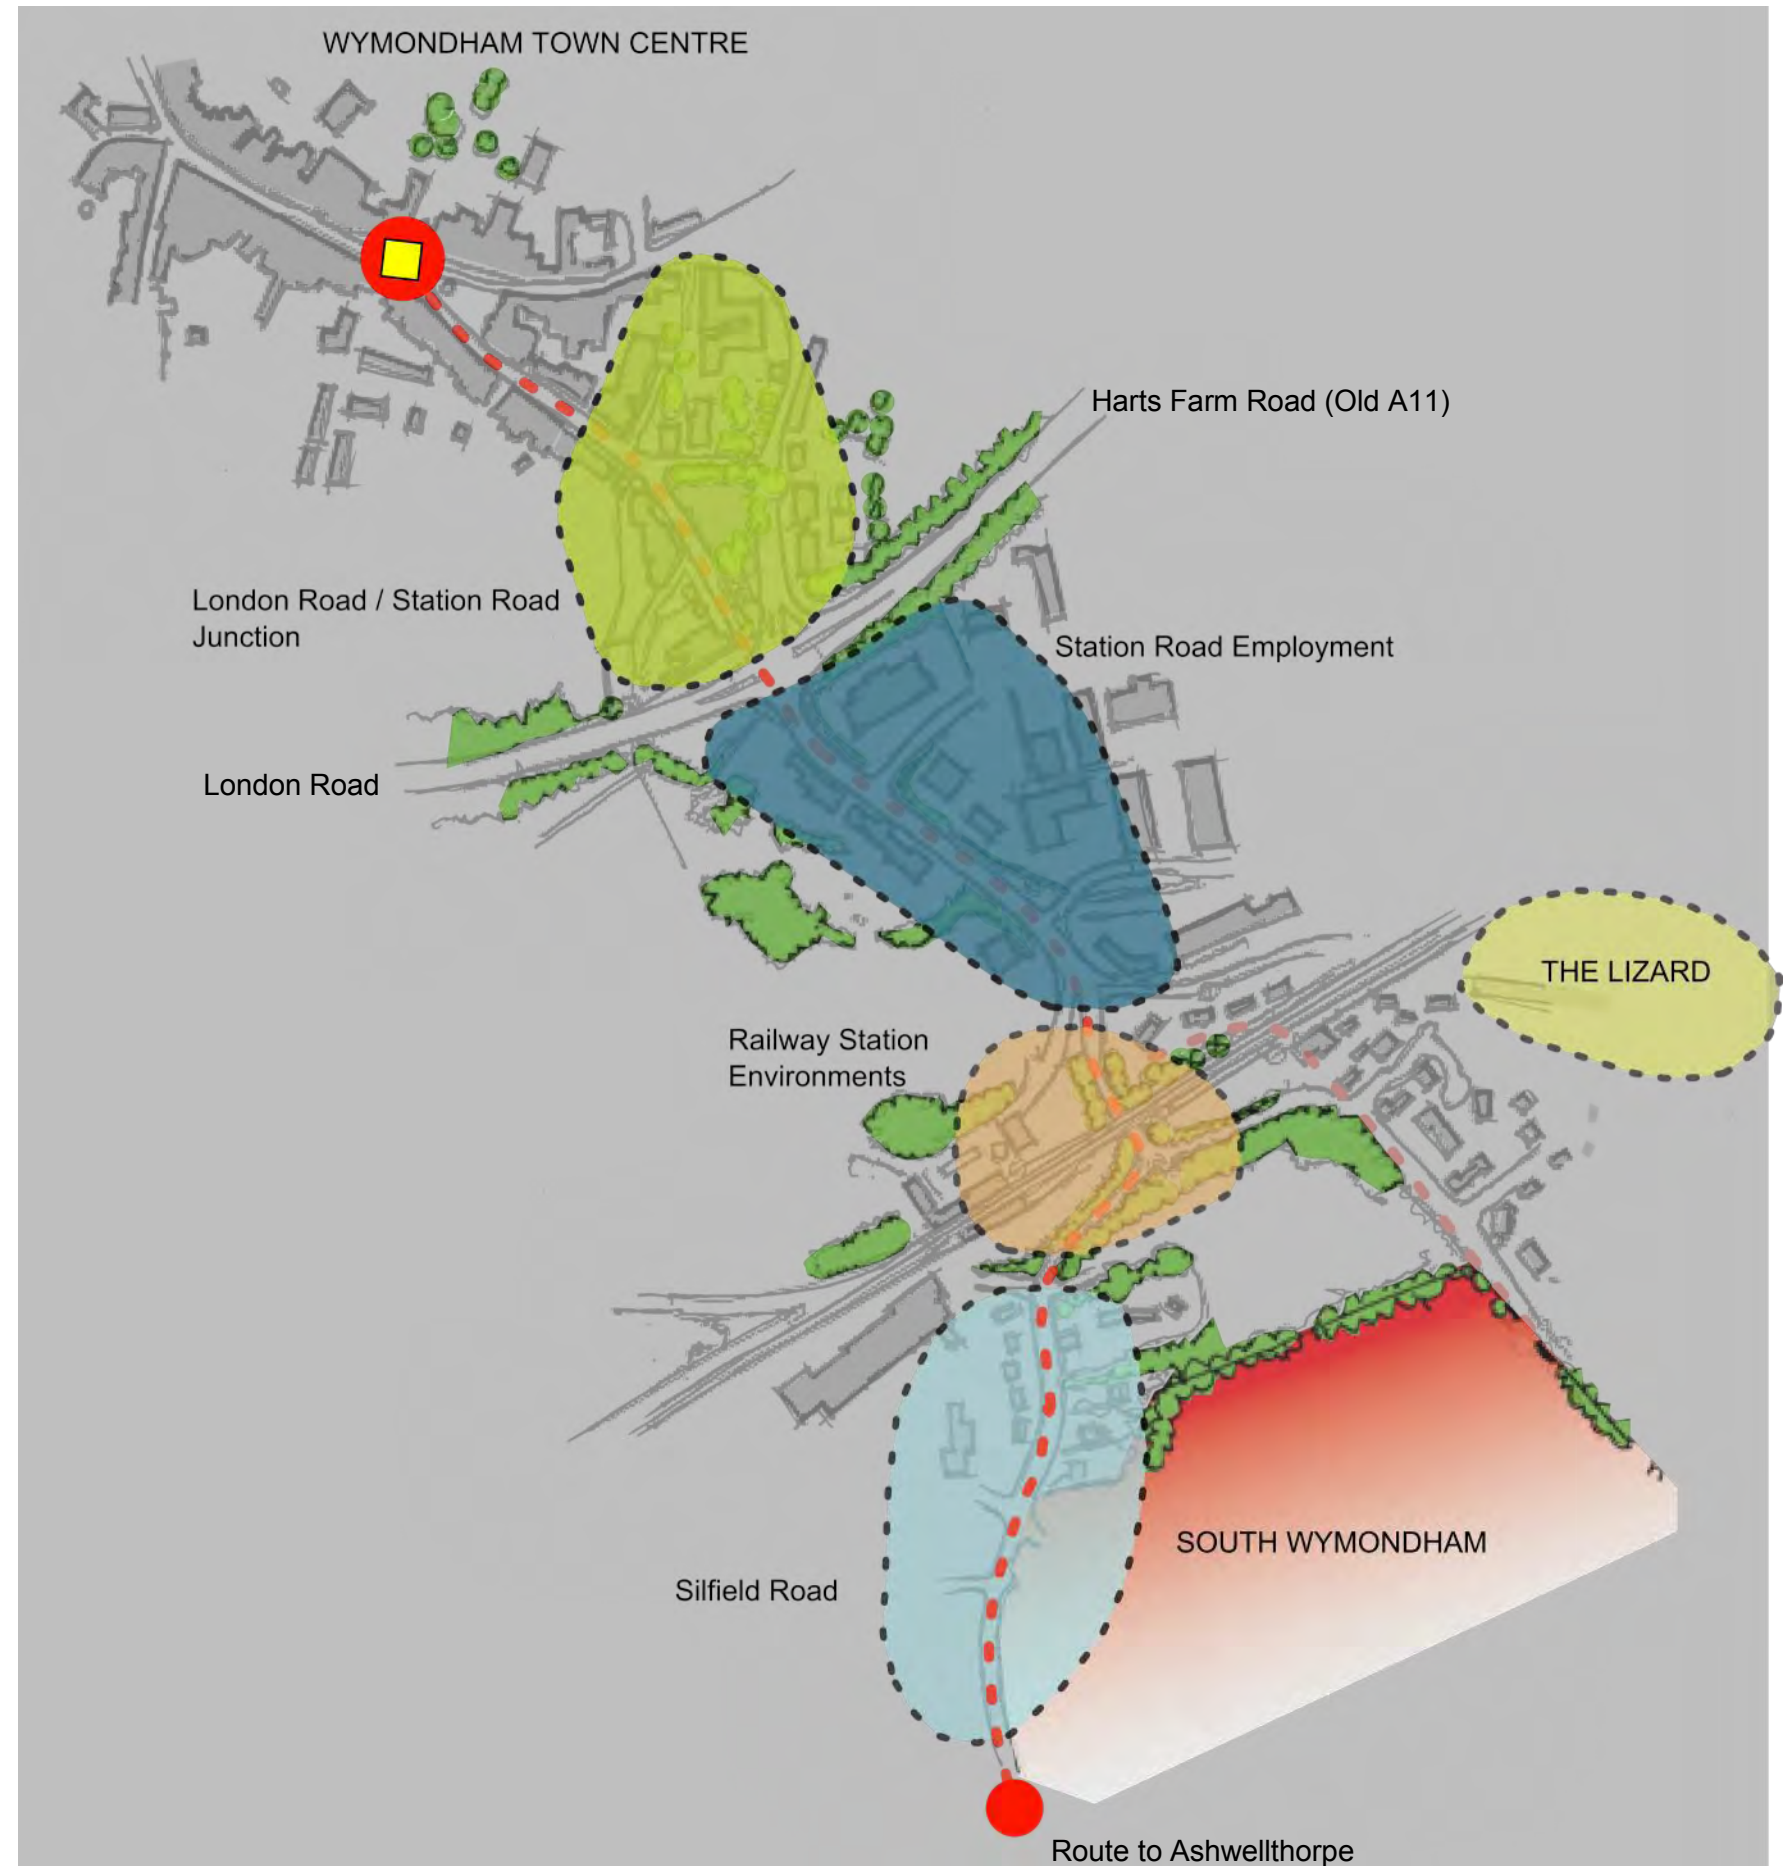 WYMONDHAM TOWN CENTRE
Harts Farm Road (Old A11)
London Road / Station Road
Junction
Station Road Employment
London Road
THE LIZARD
Railway Station
Environments
SOUTH WYMONDHAM
Silfield Road
Route to Ashwellthorpe